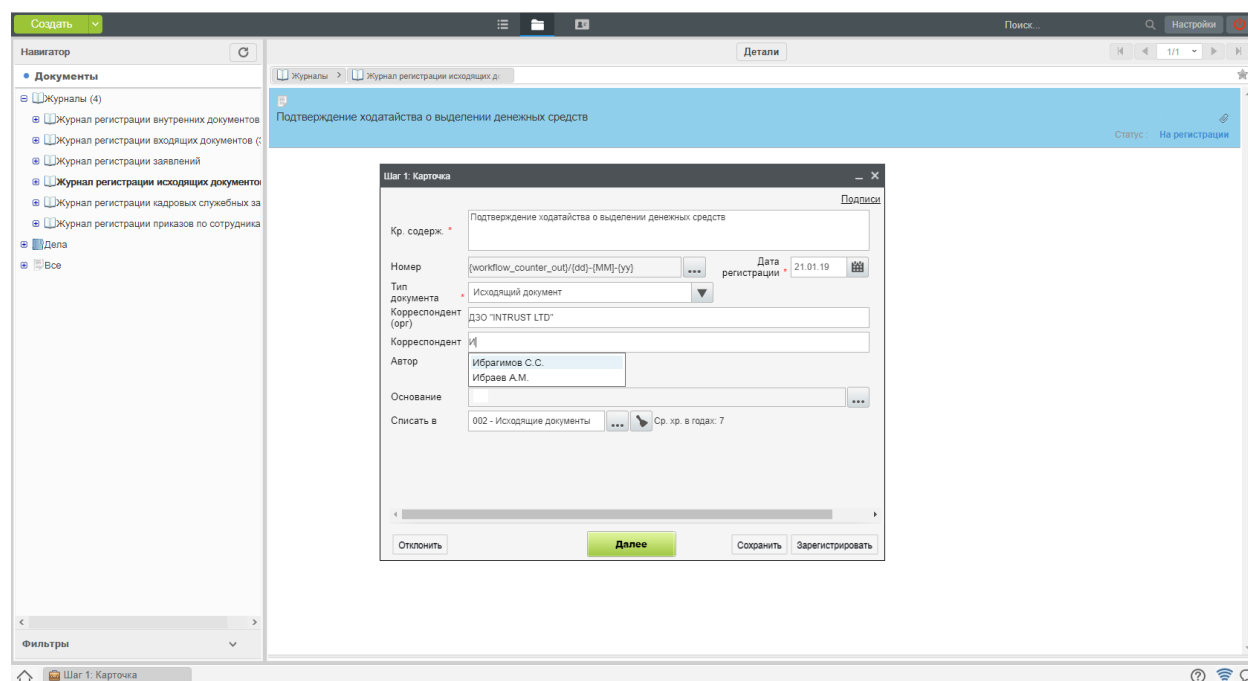 Создать
Поиск...
Настройки
Навигатор
Детали
1/1
Документы
Журналы
Журнал регистрации исходящих д
Журналы (4)
Журнал регистрации внутренних документов
Журнал регистрации входящих документов (3
Журнал регистрации заявлений
Журнал регистрации исходящих документо
Журнал регистрации кадровых служебных за
Журнал регистрации приказов по сотрудника
Дела
Все
Фильтры
Подтверждение ходатайства о выделении денежных средств
Статус : На регистрации
Шаг 1: Карточка
Подписи
Кр. содерж. *
Подтверждение ходатайства о выделении денежных средств
Номер
{workflow_counter_out}/{dd}-{MM}-{yy}
...
Дата регистрации *
21.01.19
Тип документа *
Исходящий документ
Корреспондент (орг)
ДЗО "INTRUST LTD"
Корреспондент
И
Автор
Ибрагимов С.С.
Ибраев А.М.
Основание
...
Списать в
002 - Исходящие документы
...
Ср. хр. в годах: 7
Отклонить
Далее
Сохранить
Зарегистрировать
Шаг 1: Карточка